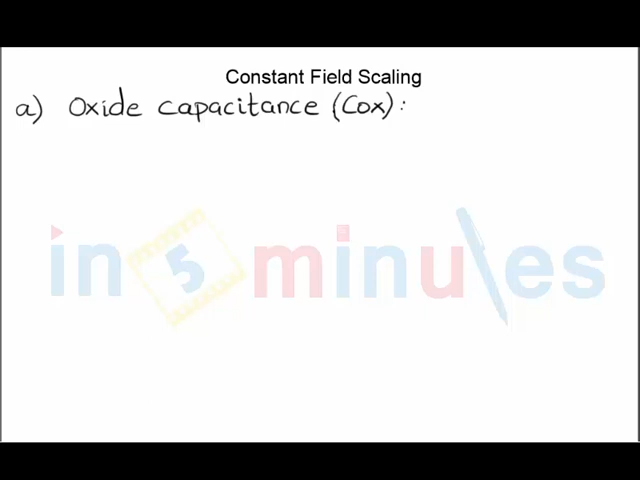 Constant Field Scaling
a) Oxide capacitance (Cox):
in 5 minutes